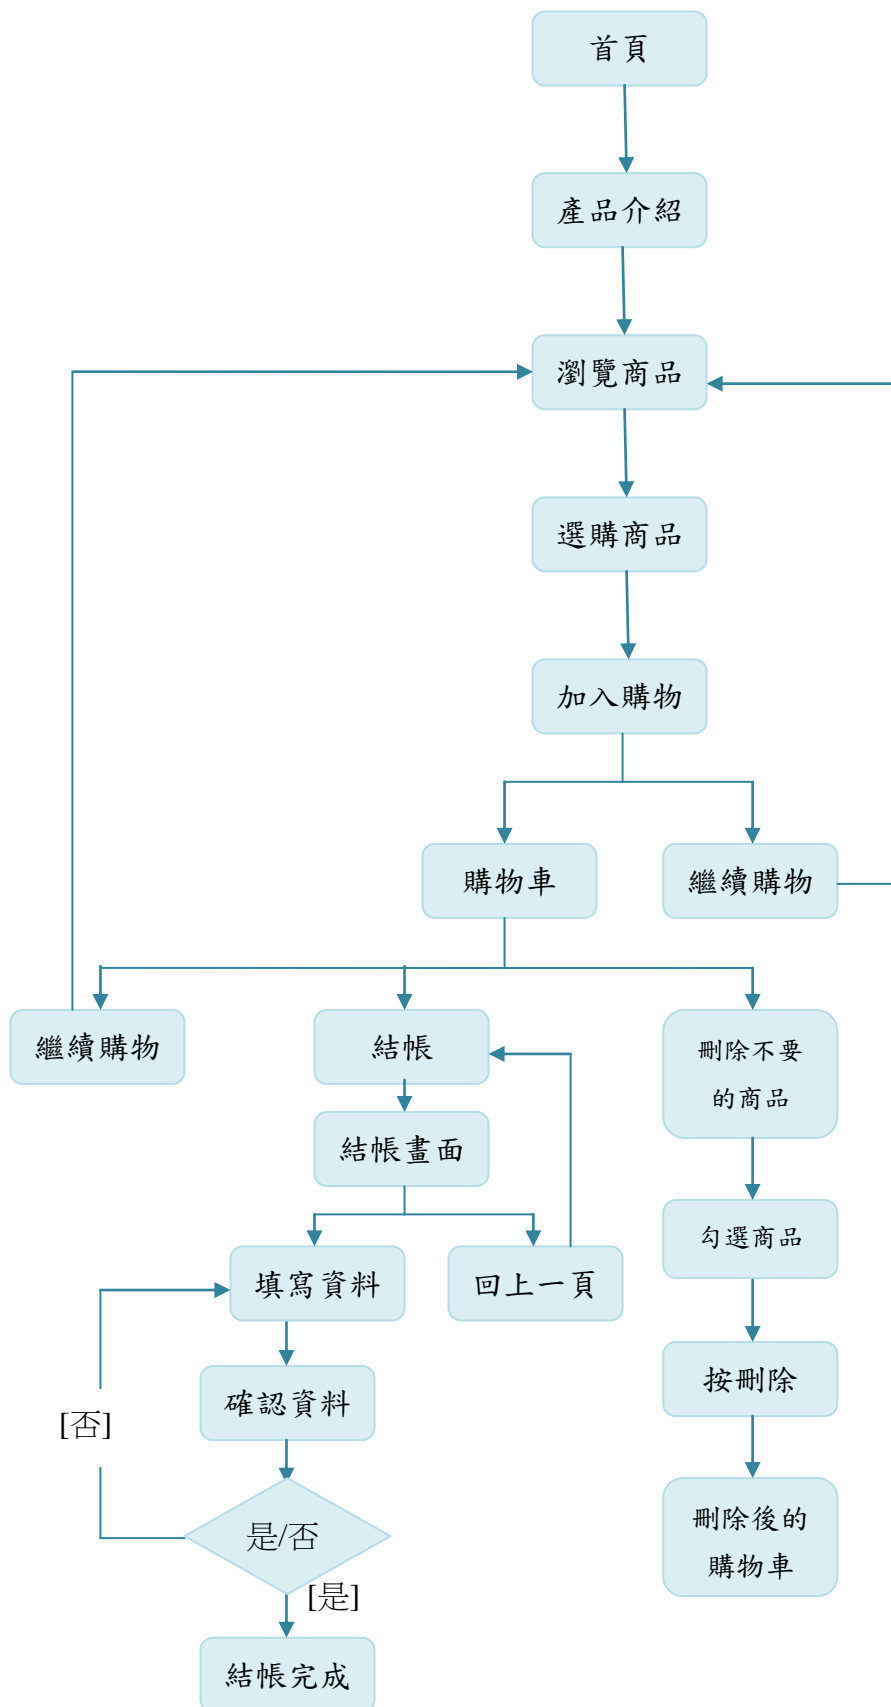 首頁
產品介紹
瀏覽商品
選購商品
加入購物
購物車
繼續購物
繼續購物
結帳
刪除不要
的商品
結帳畫面
勾選商品
填寫資料
回上一頁
按刪除
確認資料
[否]
刪除後的
購物車
是/否
[是]
結帳完成